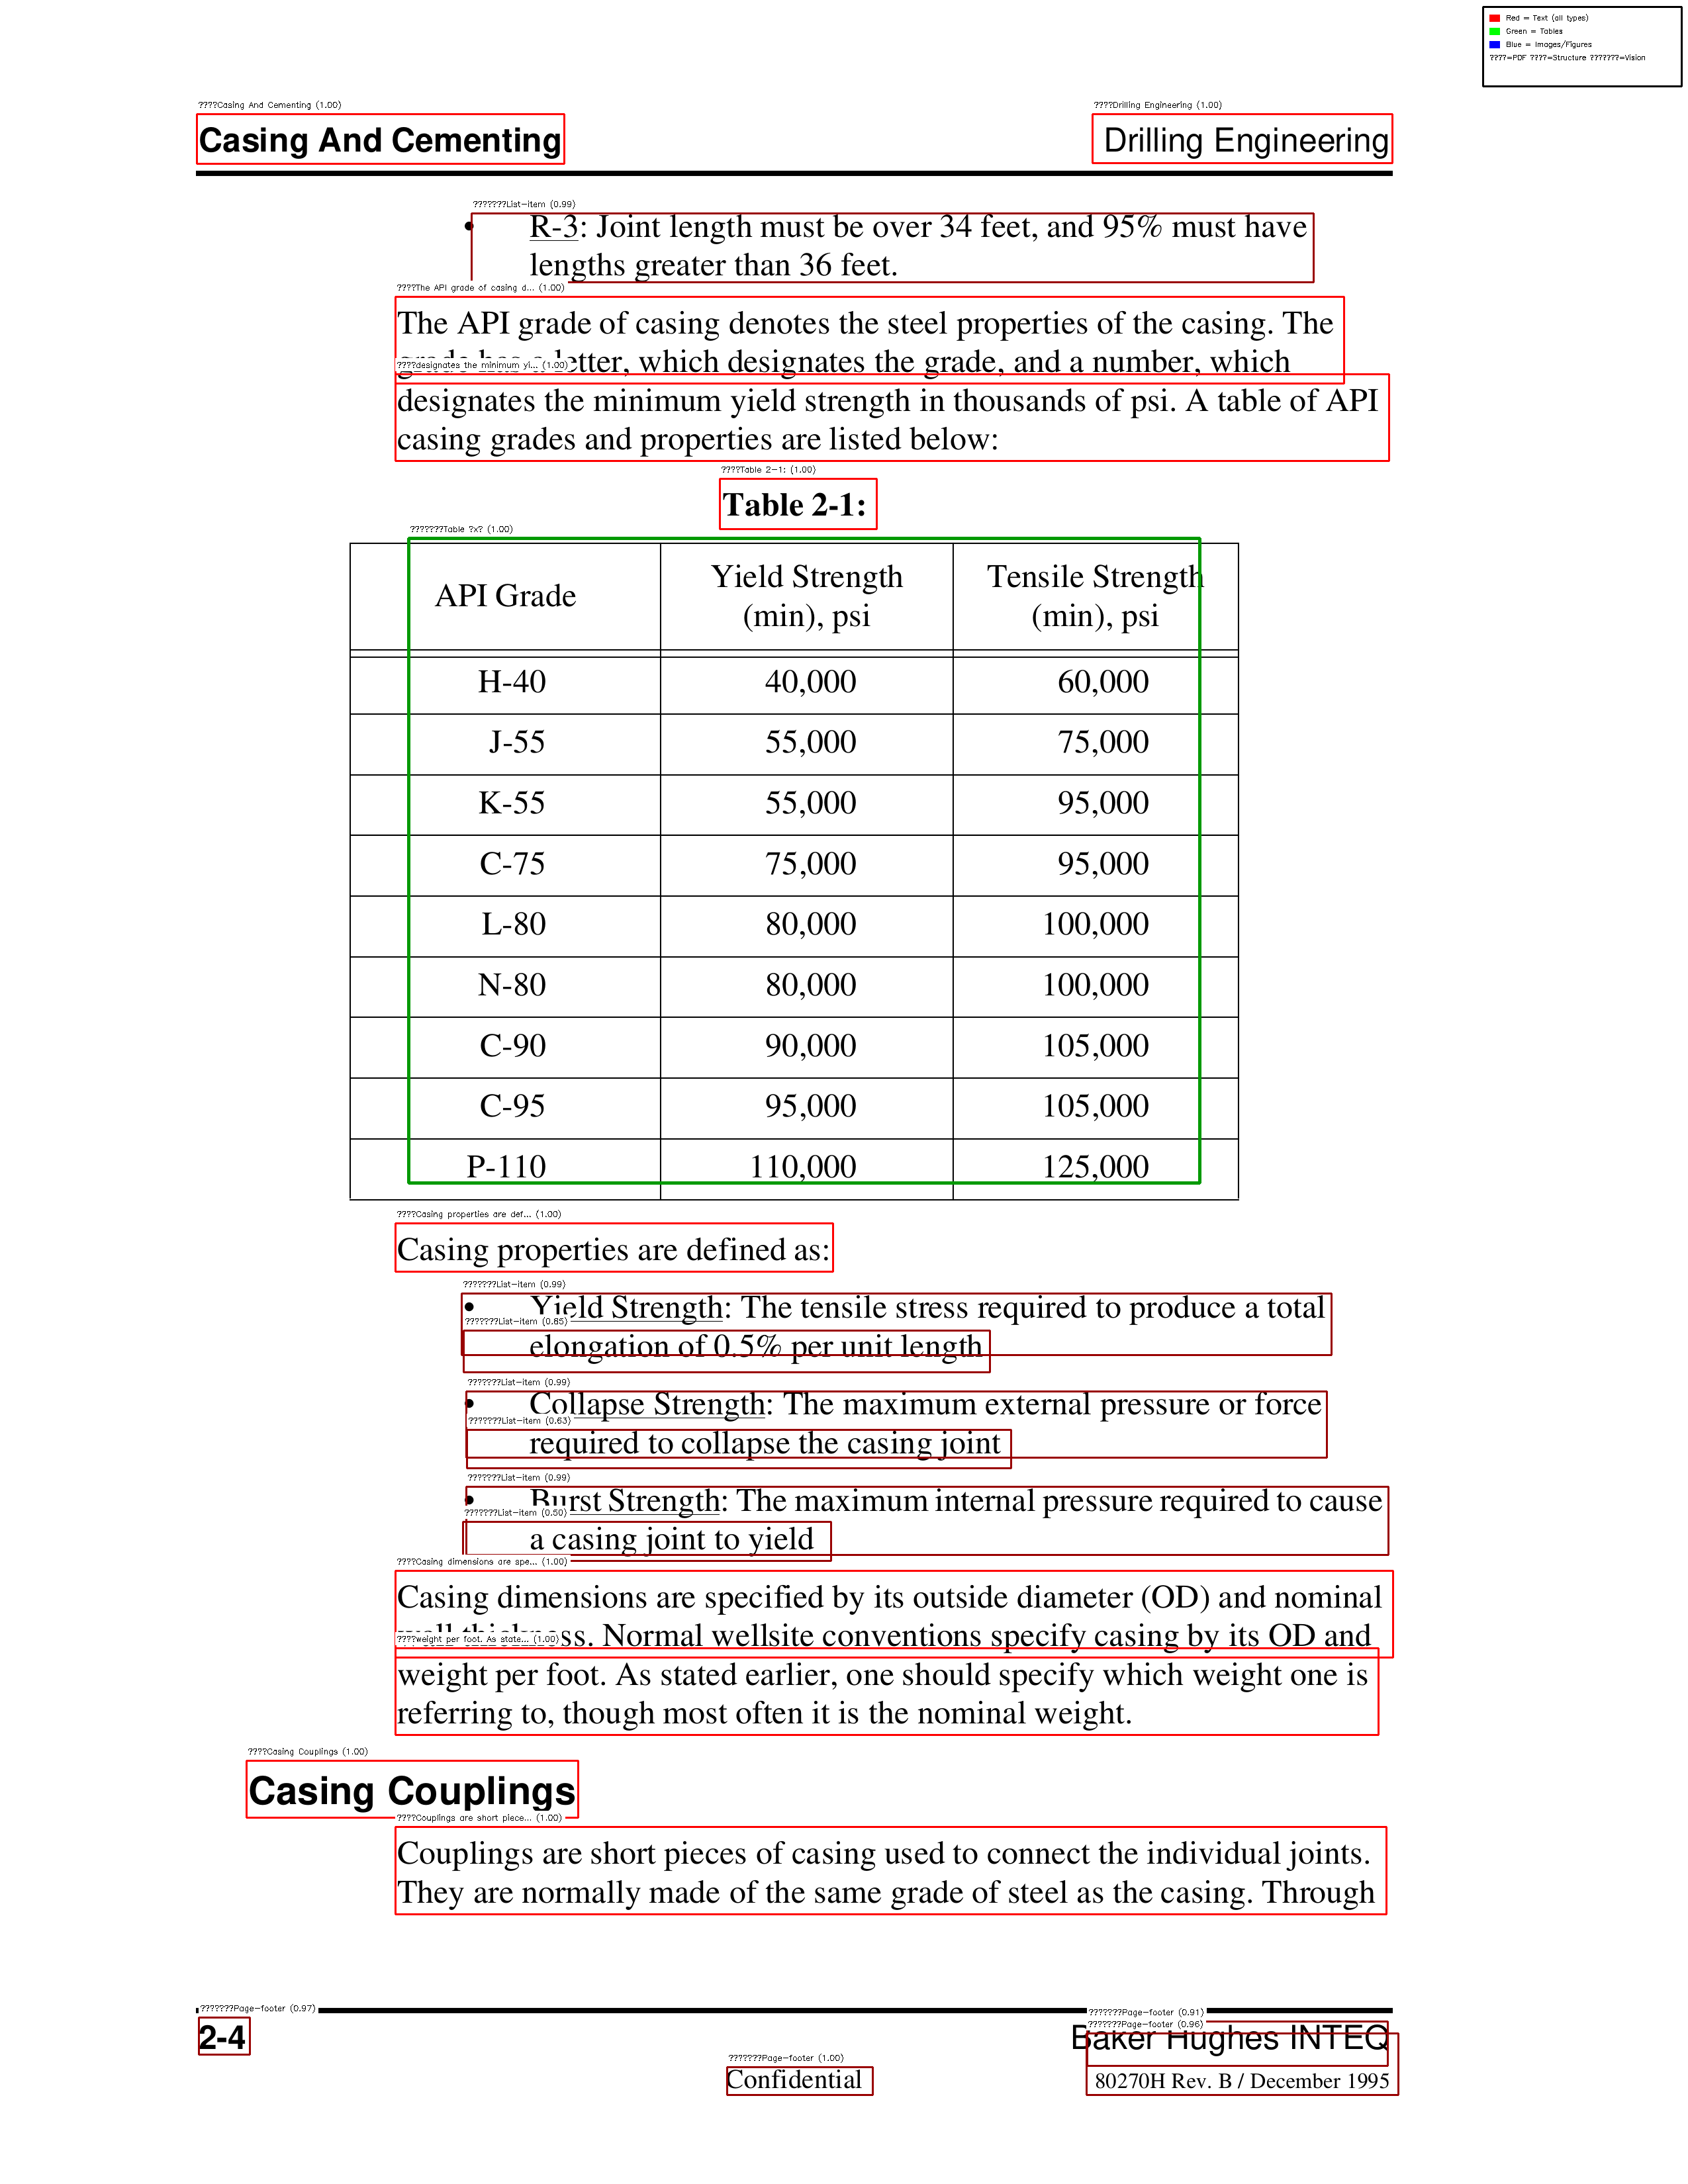 Red = Text (all types)
Green = Tables
Blue = Images/Figures
????=PDF ????=Structure ???????=Vision
????Casing And Cementing (1.00)
????Drilling Engineering (1.00)
Casing And Cementing
Drilling Engineering
???????List-item (0.99)
• R-3: Joint length must be over 34 feet, and 95% must have
lengths greater than 36 feet.
????The API grade of casing d... (1.00)
The API grade of casing denotes the steel properties of the casing. The
grade has a letter, which designates the grade, and a number, which
????designates the minimum yi... (1.00)
designates the minimum yield strength in thousands of psi. A table of API
casing grades and properties are listed below:
????Table 2-1: (1.00)
Table 2-1:
???????Table ?x? (1.00)
API Grade
Yield Strength
(min), psi
Tensile Strength
(min), psi
H-40 40,000 60,000
J-55 55,000 75,000
K-55 55,000 95,000
C-75 75,000 95,000
L-80 80,000 100,000
N-80 80,000 100,000
C-90 90,000 105,000
C-95 95,000 105,000
P-110 110,000 125,000
????Casing properties are def... (1.00)
Casing properties are defined as:
???????List-item (0.99)
• Yield Strength: The tensile stress required to produce a total
???????List-item (0.85)
elongation of 0.5% per unit length
???????List-item (0.99)
• Collapse Strength: The maximum external pressure or force
???????List-item (0.63)
required to collapse the casing joint
???????List-item (0.99)
• Burst Strength: The maximum internal pressure required to cause
???????List-item (0.50)
a casing joint to yield
????Casing dimensions are spe... (1.00)
Casing dimensions are specified by its outside diameter (OD) and nominal
wall thickness. Normal wellsite conventions specify casing by its OD and
????weight per foot. As state... (1.00)
weight per foot. As stated earlier, one should specify which weight one is
referring to, though most often it is the nominal weight.
????Casing Couplings (1.00)
Casing Couplings
????Couplings are short piece... (1.00)
Couplings are short pieces of casing used to connect the individual joints.
They are normally made of the same grade of steel as the casing. Through
???????Page-footer (0.97)
???????Page-footer (0.91)
???????Page-footer (0.96)
2-4
Baker Hughes INTEQ
???????Page-footer (1.00)
Confidential
80270H Rev. B / December 1995